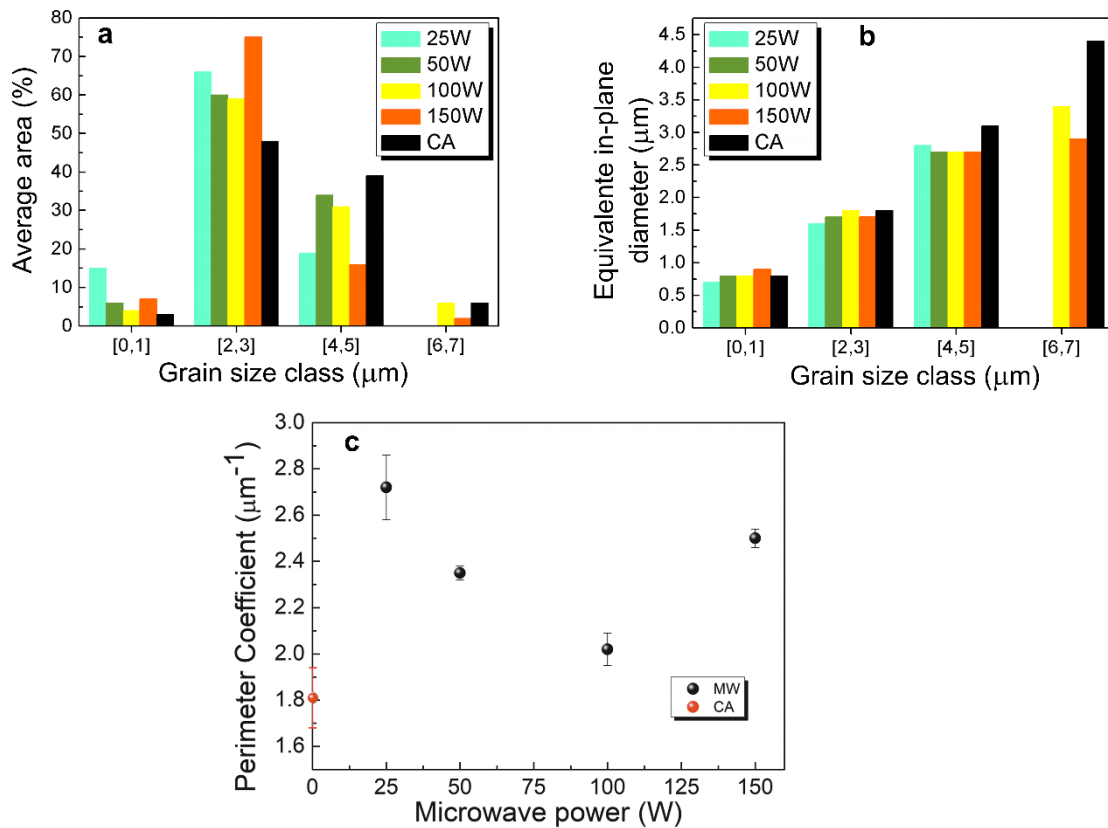 a
80
70
60
50
40
30
20
10
0
Average area (%)
25W
50W
100W
150W
CA
[0,1]
[2,3]
[4,5]
[6,7]
Grain size class (μm)
b
4.5
4.0
3.5
3.0
2.5
2.0
1.5
1.0
0.5
0.0
Equivalente in-plane
diameter (μm)
25W
50W
100W
150W
CA
[0,1]
[2,3]
[4,5]
[6,7]
Grain size class (μm)
c
3.0
2.8
2.6
2.4
2.2
2.0
1.8
1.6
Perimeter Coefficient (μm⁻¹)
MW
CA
0
25
50
75
100
125
150
Microwave power (W)